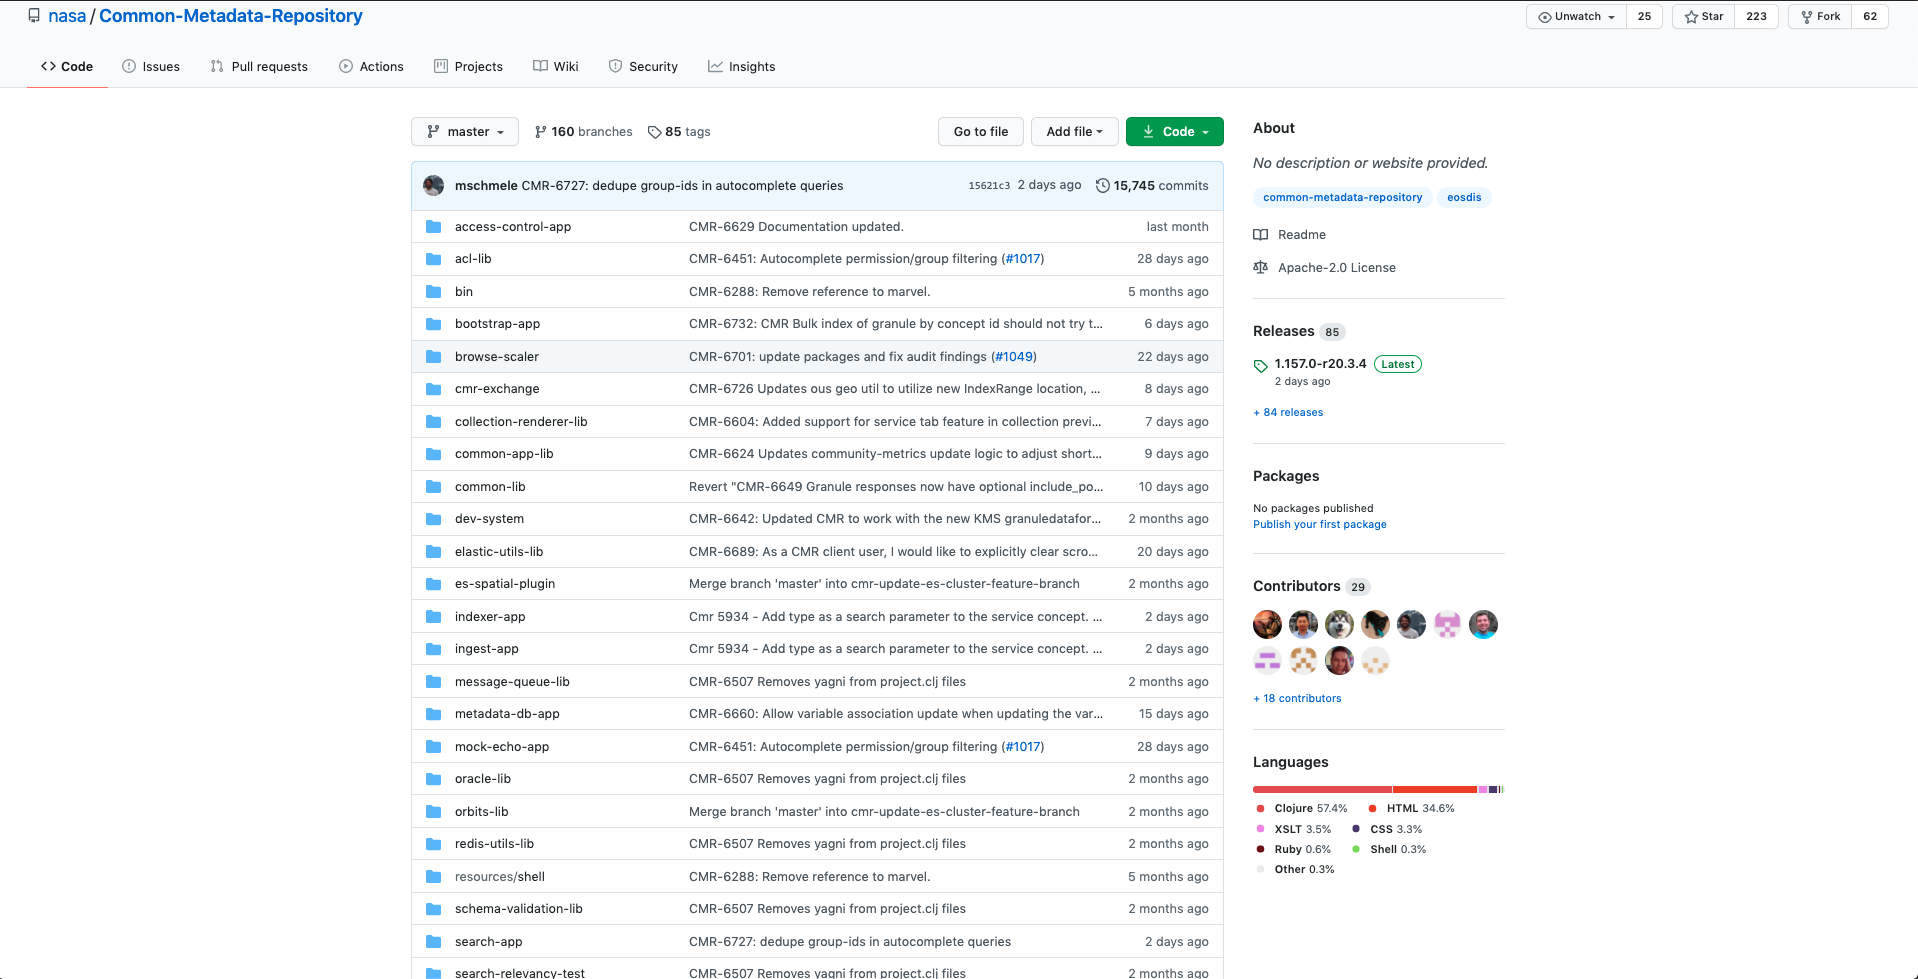 nasa / Common-Metadata-Repository
Unwatch 25 Star 223 Fork 62
Code Issues Pull requests Actions Projects Wiki Security Insights
master 160 branches 85 tags Go to file Add file Code
mschmele CMR-6727: dedupe group-ids in autocomplete queries 15621c3 2 days ago 15,745 commits
access-control-app CMR-6629 Documentation updated. last month
acl-lib CMR-6451: Autocomplete permission/group filtering (#1017) 28 days ago
bin CMR-6288: Remove reference to marvel. 5 months ago
bootstrap-app CMR-6732: CMR Bulk index of granule by concept id should not try t... 6 days ago
browse-scaler CMR-6701: update packages and fix audit findings (#1049) 22 days ago
cmr-exchange CMR-6726 Updates ous geo util to utilize new IndexRange location, ... 8 days ago
collection-renderer-lib CMR-6604: Added support for service tab feature in collection previ... 7 days ago
common-app-lib CMR-6624 Updates community-metrics update logic to adjust short... 9 days ago
common-lib Revert "CMR-6649 Granule responses now have optional include_po... 10 days ago
dev-system CMR-6642: Updated CMR to work with the new KMS granuledatafor... 2 months ago
elastic-utils-lib CMR-6689: As a CMR client user, I would like to explicitly clear scro... 20 days ago
es-spatial-plugin Merge branch 'master' into cmr-update-es-cluster-feature-branch 2 months ago
indexer-app Cmr 5934 - Add type as a search parameter to the service concept. ... 2 days ago
ingest-app Cmr 5934 - Add type as a search parameter to the service concept. ... 2 days ago
message-queue-lib CMR-6507 Removes yagni from project.clj files 2 months ago
metadata-db-app CMR-6660: Allow variable association update when updating the var... 15 days ago
mock-echo-app CMR-6451: Autocomplete permission/group filtering (#1017) 28 days ago
oracle-lib CMR-6507 Removes yagni from project.clj files 2 months ago
orbits-lib Merge branch 'master' into cmr-update-es-cluster-feature-branch 2 months ago
redis-utils-lib CMR-6507 Removes yagni from project.clj files 2 months ago
resources/shell CMR-6288: Remove reference to marvel. 5 months ago
schema-validation-lib CMR-6507 Removes yagni from project.clj files 2 months ago
search-app CMR-6727: dedupe group-ids in autocomplete queries 2 days ago
search-relevancy-test CMR-6507 Removes yagni from project.clj files 2 months ago
About
No description or website provided.
common-metadata-repository eosdis
Readme
Apache-2.0 License
Releases 85
1.157.0-r20.3.4 Latest
2 days ago
+ 84 releases
Packages
No packages published
Publish your first package
Contributors 29
+ 18 contributors
Languages
Clojure 57.4% HTML 34.6%
XSLT 3.5% CSS 3.3%
Ruby 0.6% Shell 0.3%
Other 0.3%